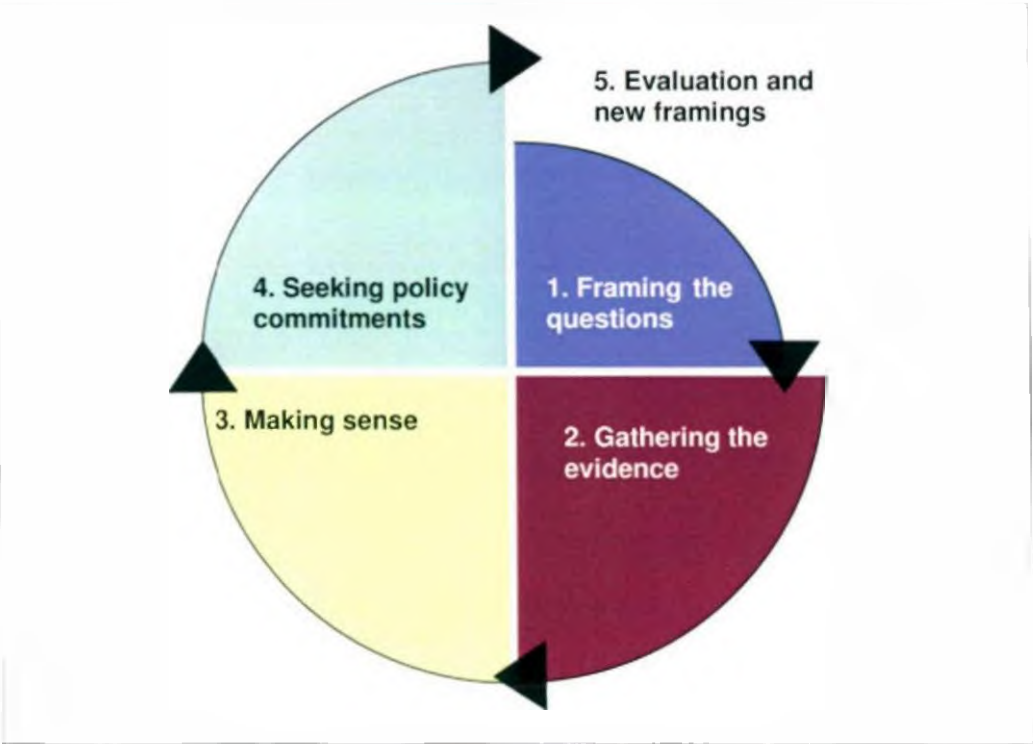 5. Evaluation and
new framings
1. Framing the
questions
2. Gathering the
evidence
3. Making sense
4. Seeking policy
commitments